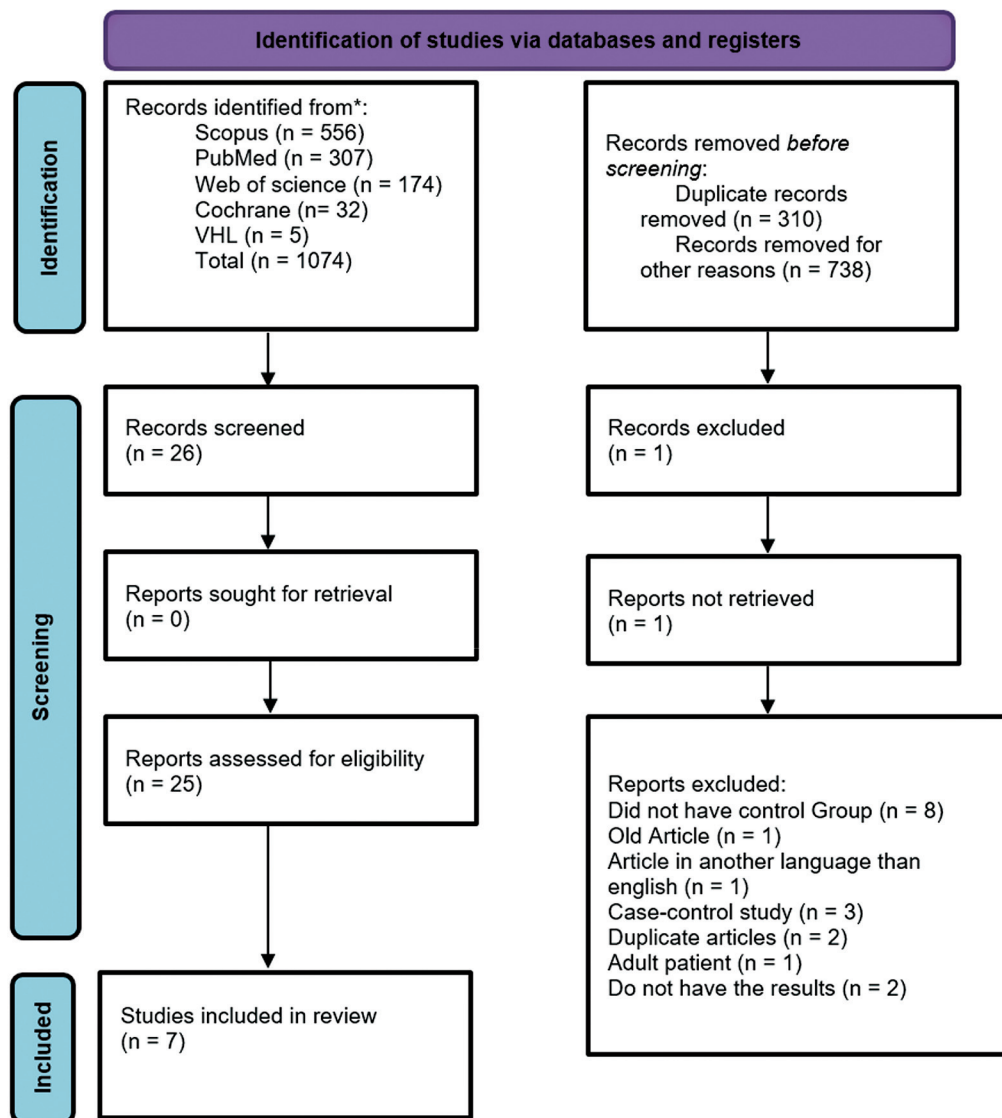 Identification of studies via databases and registers
Identification
Records identified from*:
Scopus (n = 556)
PubMed (n = 307)
Web of science (n = 174)
Cochrane (n= 32)
VHL (n = 5)
Total (n = 1074)
Records removed before
screening:
Duplicate records
removed (n = 310)
Records removed for
other reasons (n = 738)
Screening
Records screened
(n = 26)
Records excluded
(n = 1)
Reports sought for retrieval
(n = 0)
Reports not retrieved
(n = 1)
Reports assessed for eligibility
(n = 25)
Reports excluded:
Did not have control Group (n = 8)
Old Article (n = 1)
Article in another language than
english (n = 1)
Case-control study (n = 3)
Duplicate articles (n = 2)
Adult patient (n = 1)
Do not have the results (n = 2)
Included
Studies included in review
(n = 7)